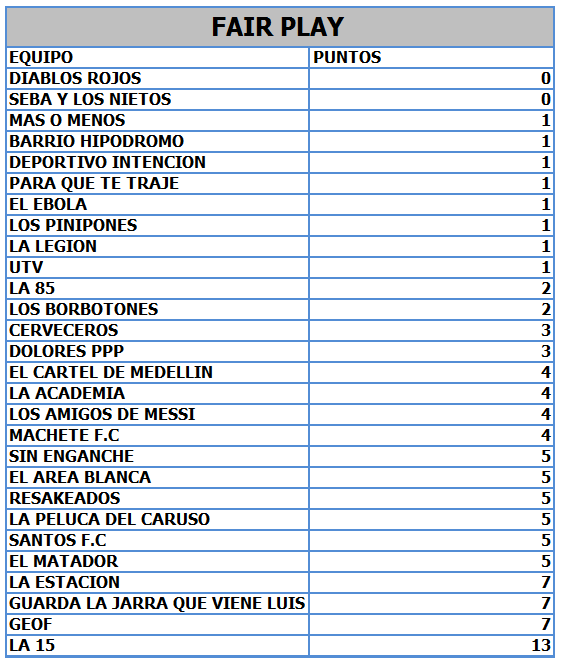 FAIR PLAY
EQUIPO PUNTOS
DIABLOS ROJOS 0
SEBA Y LOS NIETOS 0
MAS O MENOS 1
BARRIO HIPODROMO 1
DEPORTIVO INTENCION 1
PARA QUE TE TRAJE 1
EL EBOLA 1
LOS PINIPONES 1
LA LEGION 1
UTV 1
LA 85 2
LOS BORBOTONES 2
CERVECEROS 3
DOLORES PPP 3
EL CARTEL DE MEDELLIN 4
LA ACADEMIA 4
LOS AMIGOS DE MESSI 4
MACHETE F.C 4
SIN ENGANCHE 5
EL AREA BLANCA 5
RESAKEADOS 5
LA PELUCA DEL CARUSO 5
SANTOS F.C 5
EL MATADOR 5
LA ESTACION 7
GUARDA LA JARRA QUE VIENE LUIS 7
GEOF 7
LA 15 13